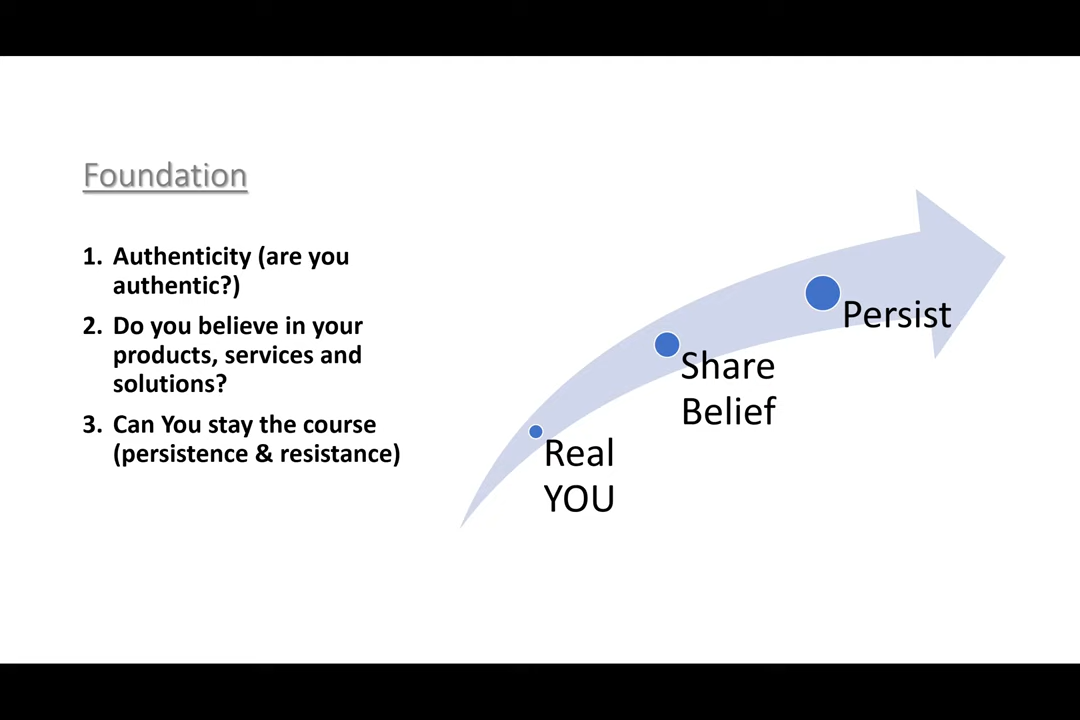 Foundation
1. Authenticity (are you
authentic?)
2. Do you believe in your
products, services and
solutions?
3. Can You stay the course
(persistence & resistance)
Real
YOU
Share
Belief
Persist